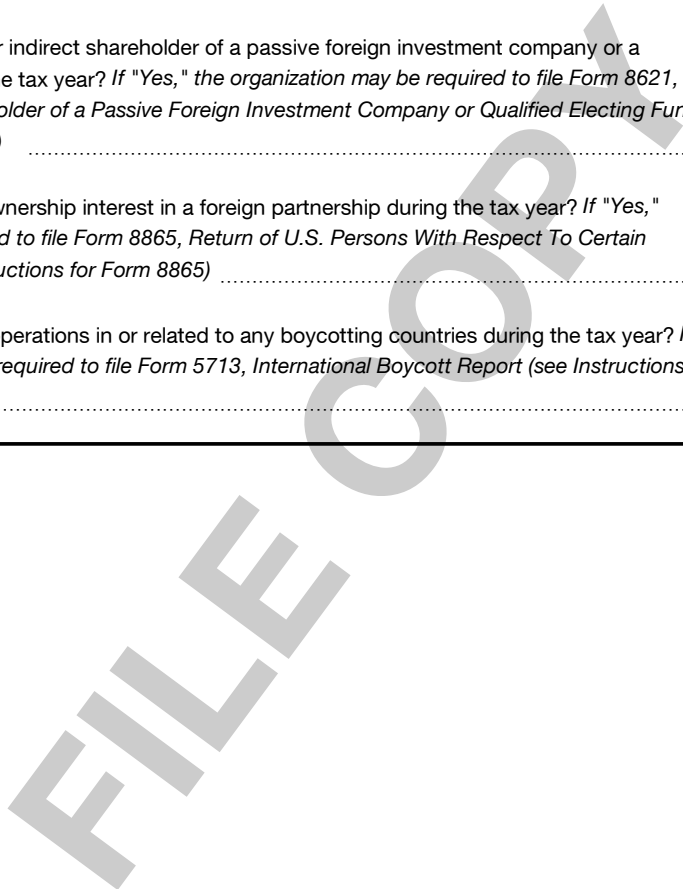 r indirect shareholder of a passive foreign investment company or a
e tax year? If "Yes," the organization may be required to file Form 8621,
older of a Passive Foreign Investment Company or Qualified Electing Fun
)
wnership interest in a foreign partnership during the tax year? If "Yes,"
d to file Form 8865, Return of U.S. Persons With Respect To Certain
uctions for Form 8865)
perations in or related to any boycotting countries during the tax year?
required to file Form 5713, International Boycott Report (see Instructions
FILE COPY